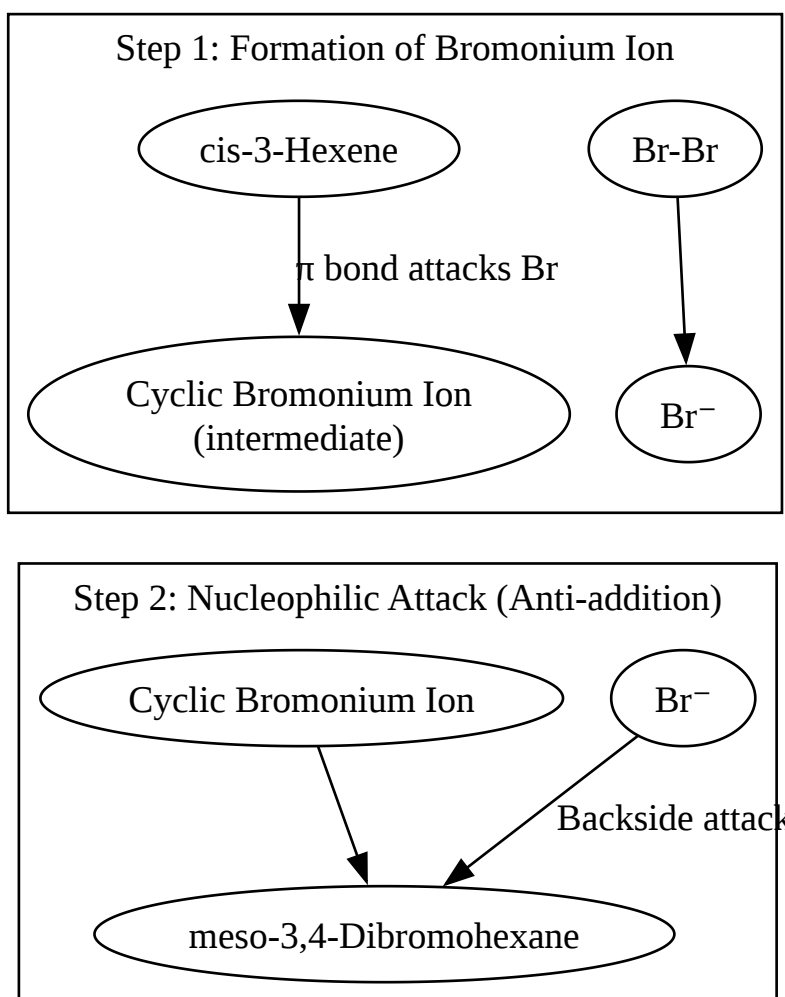 Step 1: Formation of Bromonium Ion
cis-3-Hexene
Br-Br
π bond attacks Br
Cyclic Bromonium Ion
(intermediate)
Br⁻
Step 2: Nucleophilic Attack (Anti-addition)
Cyclic Bromonium Ion
Br⁻
Backside attack
meso-3,4-Dibromohexane